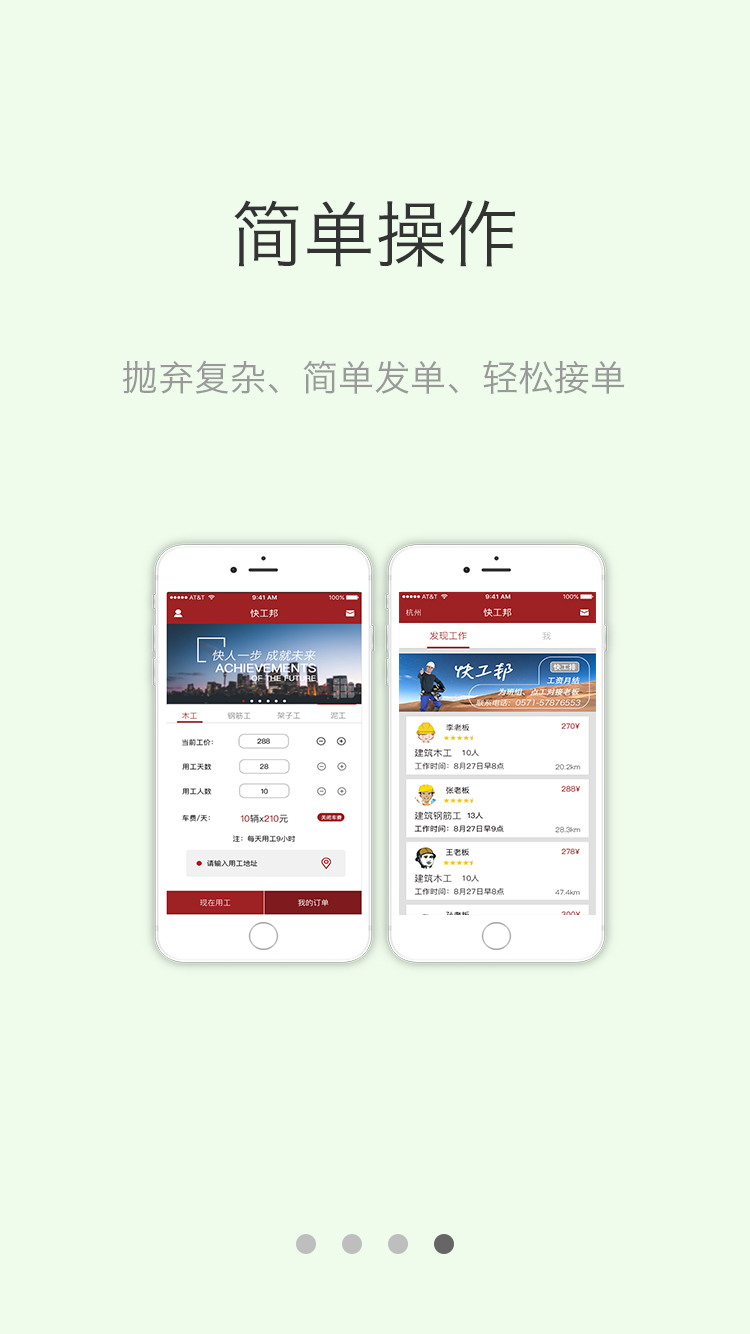 简单操作
抛弃复杂、简单发单、轻松接单
AT&T 9:41 AM 100%
快工邦
快人一步 成就未来
ACHIEVEMENTS
OF THE FUTURE
木工 钢筋工 架子工 泥工
当前工价: 288
用工天数 28
用工人数 10
车费/天: 10辆x210元 关闭车费
注: 每天用工9小时
请输入用工地址
现在用工 我的订单
AT&T 9:41 AM 100%
杭州 快工邦
发现工作 我
快工邦 快工排
工资月结
为班组、点工对接老板
联系电话: 0571-57876553
李老板 270¥
建筑木工 10人
工作时间: 8月27日早8点 20.2km
张老板 288¥
建筑钢筋工 13人
工作时间: 8月27日早9点 28.3km
王老板 278¥
建筑木工 10人
工作时间: 8月27日早8点 47.4km
300¥